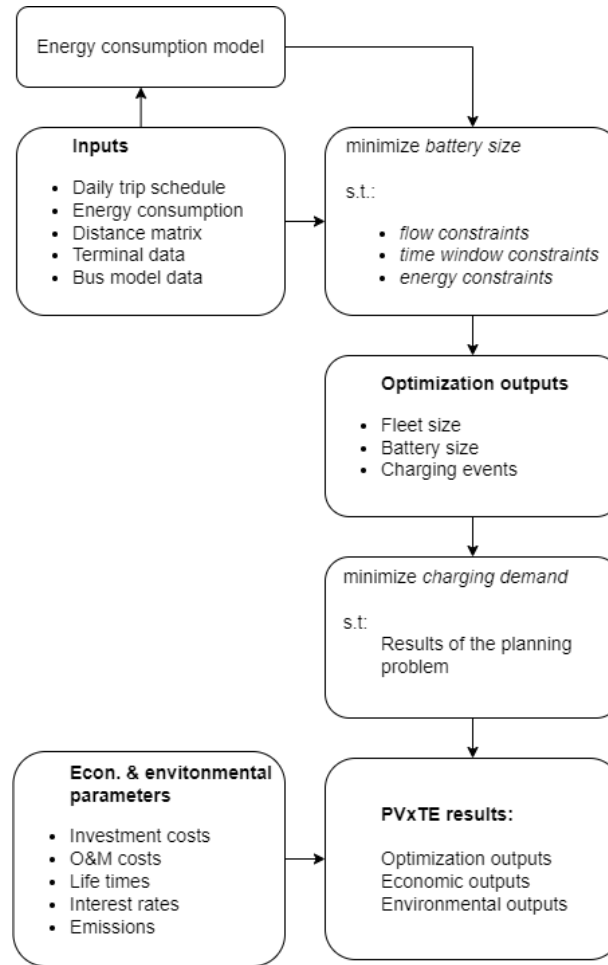 Energy consumption model
Inputs
• Daily trip schedule
• Energy consumption
• Distance matrix
• Terminal data
• Bus model data
minimize battery size
s.t.:
• flow constraints
• time window constraints
• energy constraints
Optimization outputs
• Fleet size
• Battery size
• Charging events
minimize charging demand
s.t:
Results of the planning
problem
Econ. & envitonmental
parameters
• Investment costs
• O&M costs
• Life times
• Interest rates
• Emissions
PVxTE results:
Optimization outputs
Economic outputs
Environmental outputs